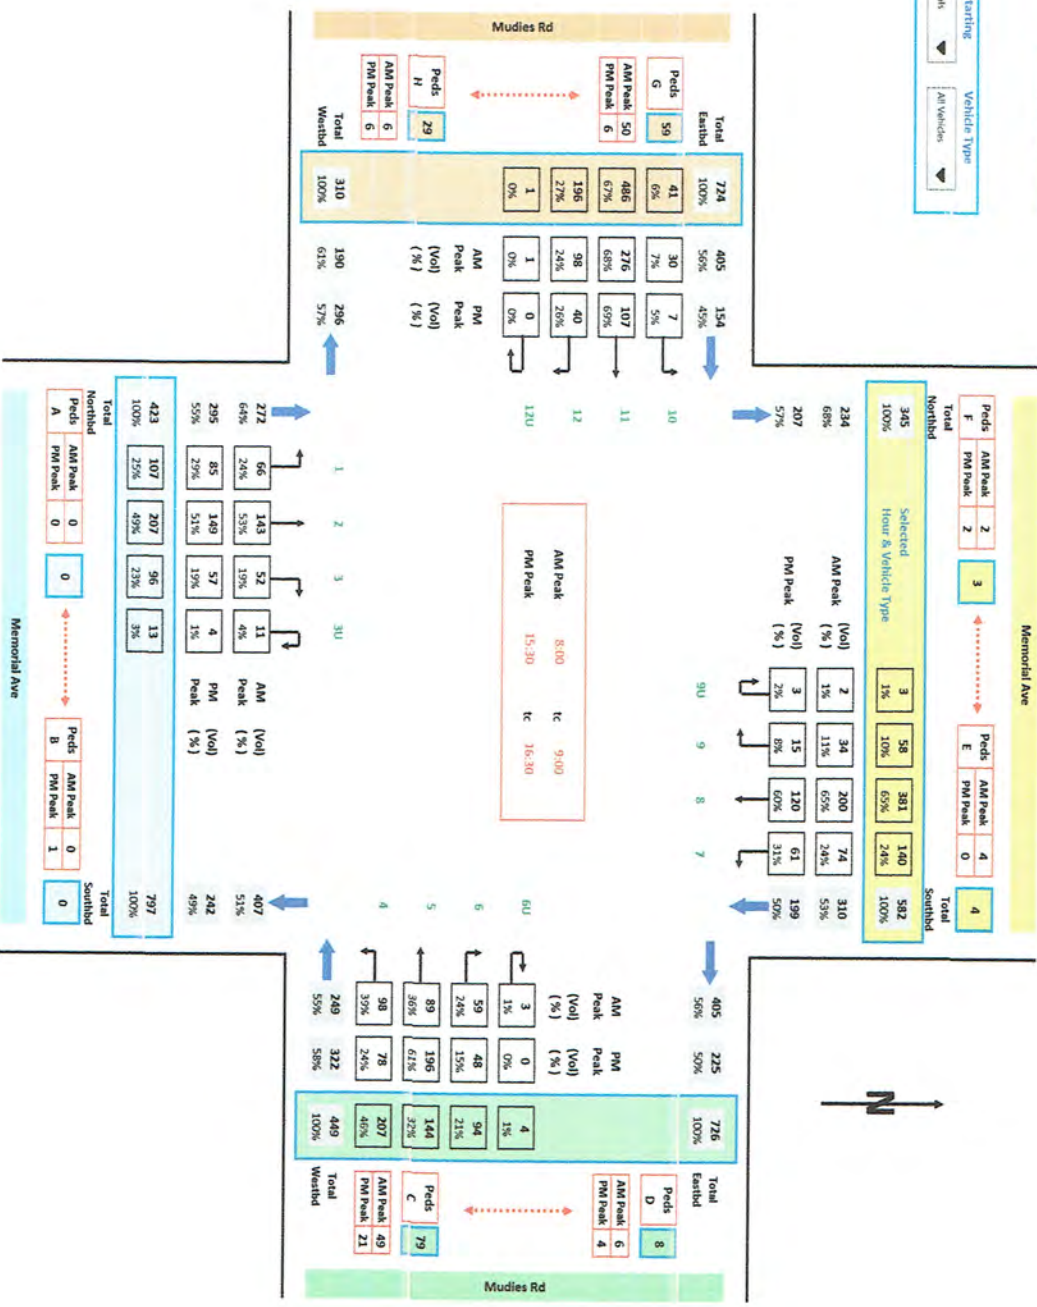 Starting Vehicle Type
All Vehicles
Memorial Ave
Peds AM Peak 2
F PM Peak 2
3
Peds AM Peak 4
E PM Peak 0
4
Total
Northbd
Total
Southbd
345
100%
Selected
Hour & Vehicle Type
3 58 381 140 582
1% 10% 65% 24% 100%
234
68%
AM Peak (Vol) 2 34 200 74 310
(%) 1% 11% 65% 24% 53%
207
57%
PM Peak (Vol) 3 15 120 61 199
(%) 2% 8% 60% 31% 50%
9U 9 8 7
N
Mudies Rd
Peds
G
59
AM Peak 50
PM Peak 6
Peds
H
29
AM Peak 6
PM Peak 6
Total
Eastbd
724 405 154
100% 56% 45%
41 30 7
6% 7% 5%
10
486 276 107
67% 68% 69%
11
196 98 40
27% 24% 26%
12
1 1 0
0% 0% 0%
12U
AM PM
Peak Peak
(Vol) (Vol)
(%) (%)
Total
Westbd
310 190 296
100% 61% 57%
AM Peak 8:00 tc 9:00
PM Peak 15:30 tc 16:30
405 225 726
56% 50% 100%
Total
Eastbd
Peds
D
8
AM Peak 6
PM Peak 4
AM PM
Peak Peak
(Vol) (Vol)
(%) (%)
6U
3 0 4
1% 0% 1%
6
59 48 94
24% 15% 21%
5
89 196 144
36% 61% 32%
4
98 78 207
39% 24% 46%
249 322 449
55% 58% 100%
Total
Westbd
Peds
C
79
AM Peak 49
PM Peak 21
Mudies Rd
1 2 3 3U
272 66 143 52 11
64% 24% 53% 19% 4%
AM (Vol)
Peak (%)
407
51%
295 85 149 57 4
55% 29% 51% 19% 1%
PM (Vol)
Peak (%)
242
49%
423 107 207 96 13
100% 25% 49% 23% 3%
797
100%
Total
Northbd
Total
Southbd
Peds AM Peak 0
A PM Peak 0
0
Peds AM Peak 0
B PM Peak 1
0
Memorial Ave